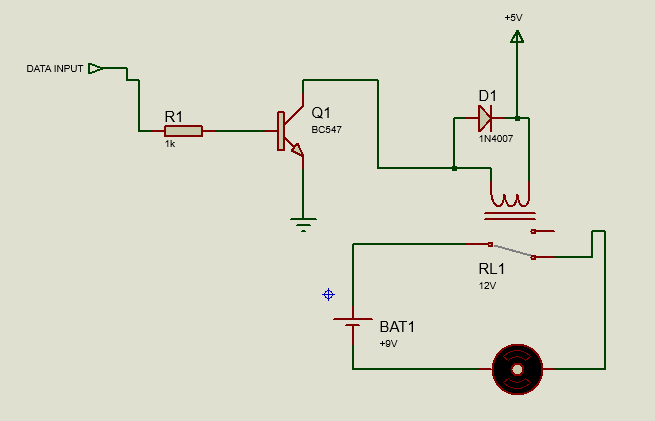 +5V
DATA INPUT
R1
1k
Q1
BC547
D1
1N4007
RL1
12V
BAT1
+9V